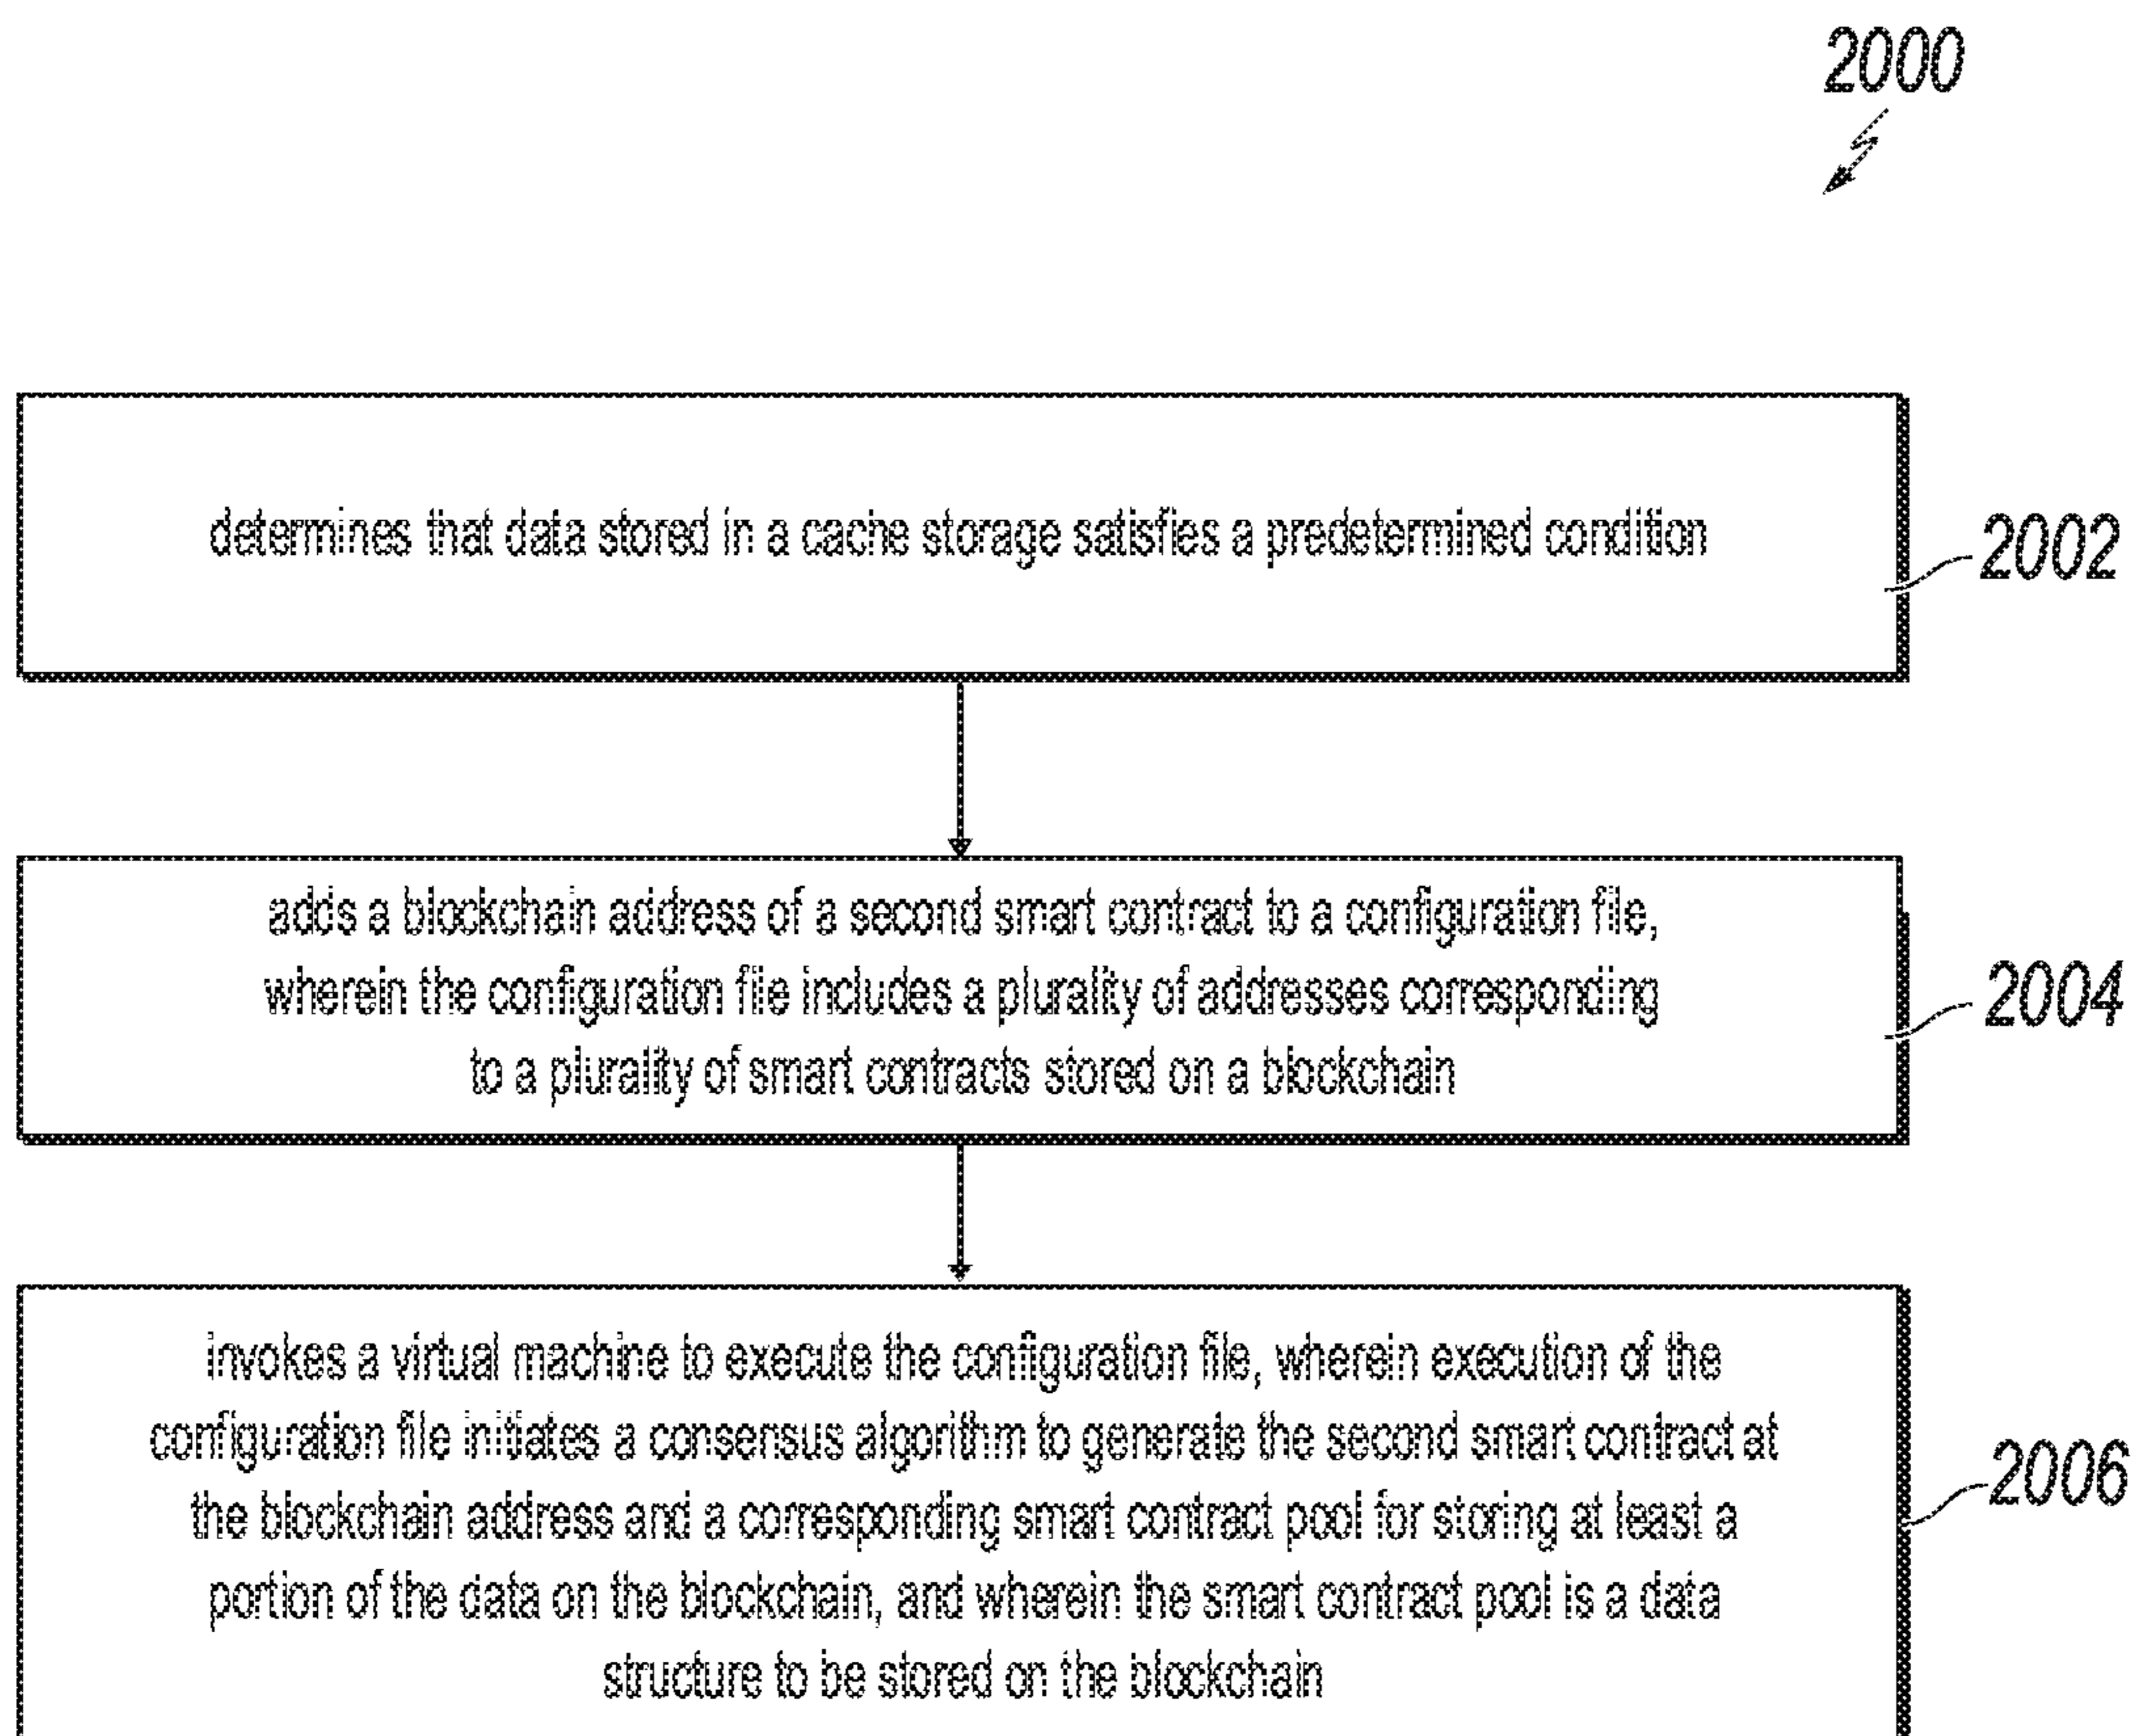 2000
determines that data stored in a cache storage satisfies a predetermined condition
2002
adds a blockchain address of a second smart contract to a configuration file,
wherein the configuration file includes a plurality of addresses corresponding
to a plurality of smart contracts stored on a blockchain
2004
invokes a virtual machine to execute the configuration file, wherein execution of the
configuration file initiates a consensus algorithm to generate the second smart contract at
the blockchain address and a corresponding smart contract pool for storing at least a
portion of the data on the blockchain, and wherein the smart contract pool is a data
structure to be stored on the blockchain
2006